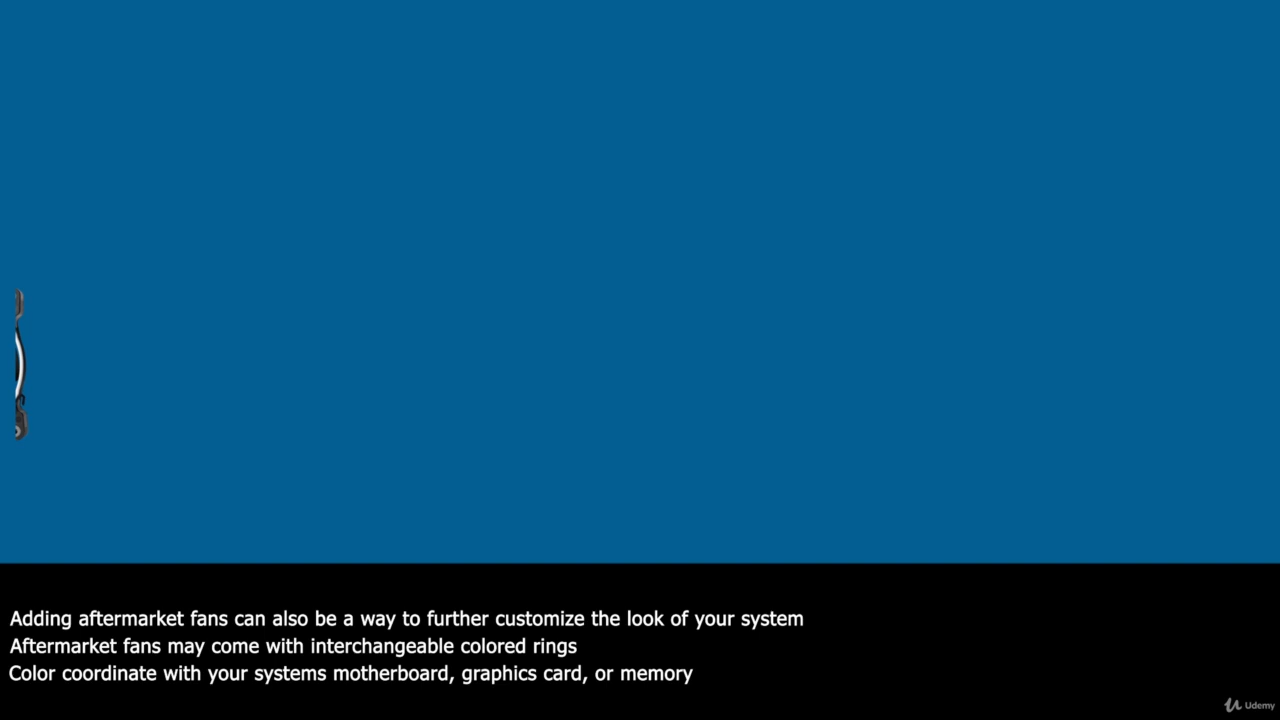 Adding aftermarket fans can also be a way to further customize the look of your system
Aftermarket fans may come with interchangeable colored rings
Color coordinate with your systems motherboard, graphics card, or memory
Udemy